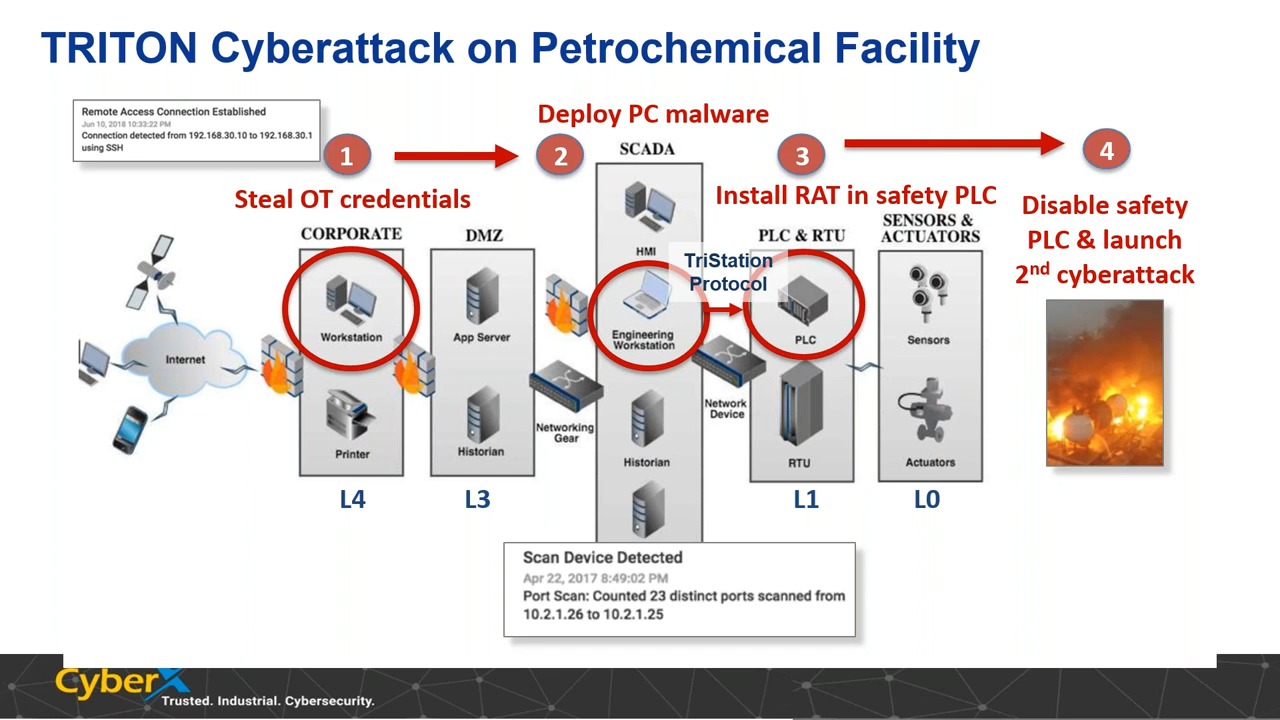 TRITON Cyberattack on Petrochemical Facility
Remote Access Connection Established
Jun 10, 2018 10:33:22 PM
Connection detected from 192.168.30.10 to 192.168.30.1
using SSH
1
Steal OT credentials
Deploy PC malware
2
3
Install RAT in safety PLC
4
Disable safety
PLC & launch
2nd cyberattack
CORPORATE
DMZ
SCADA
PLC & RTU
SENSORS &
ACTUATORS
Internet
Workstation
Printer
App Server
Historian
Networking
Gear
HMI
Engineering
Workstation
Historian
TriStation
Protocol
Network
Device
PLC
RTU
Sensors
Actuators
L4
L3
L1
L0
Scan Device Detected
Apr 22, 2017 8:49:02 PM
Port Scan: Counted 23 distinct ports scanned from
10.2.1.26 to 10.2.1.25
CyberX
Trusted. Industrial. Cybersecurity.